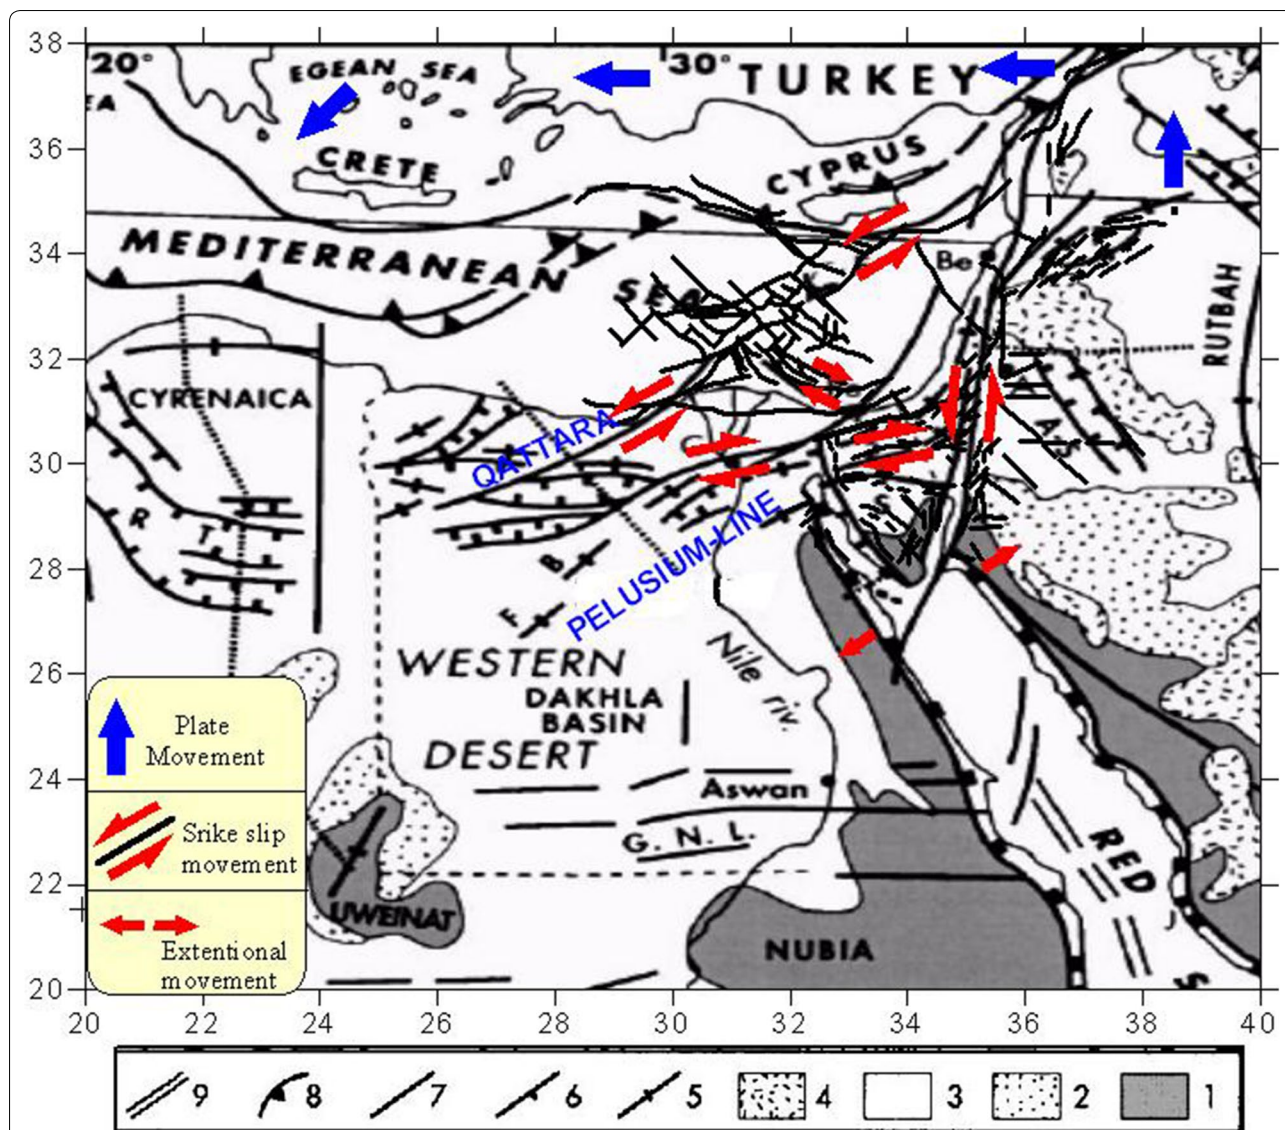 38
36
34
32
30
28
26
24
22
20
20°
30°
EGEAN SEA
TURKEY
EA
CRETE
CYPRUS
MEDITERRANEAN
SEA
Be
RUTBAH
CYRENAICA
QATTARA
PELUSIUM-LINE
C
A S
S
R T
B
F
WESTERN
DAKHLA
BASIN
DESERT
Nile riv.
Aswan
G. N. L.
RED
S
UWEINAT
NUBIA
Plate
Movement
Srike slip
movement
Extentional
movement
20 22 24 26 28 30 32 34 36 38 40
9 8 7 6 5 4 3 2 1